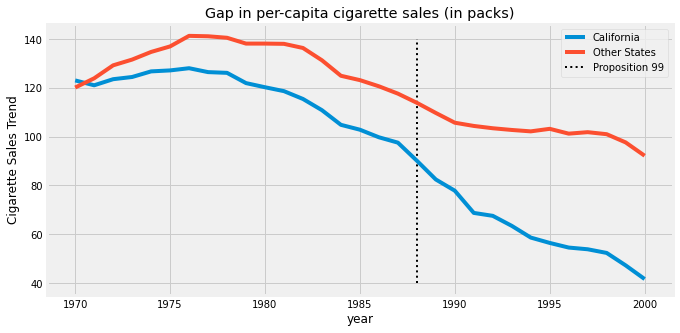 Gap in per-capita cigarette sales (in packs)
California
Other States
Proposition 99
Cigarette Sales Trend
140
120
100
80
60
40
1970
1975
1980
1985
1990
1995
2000
year